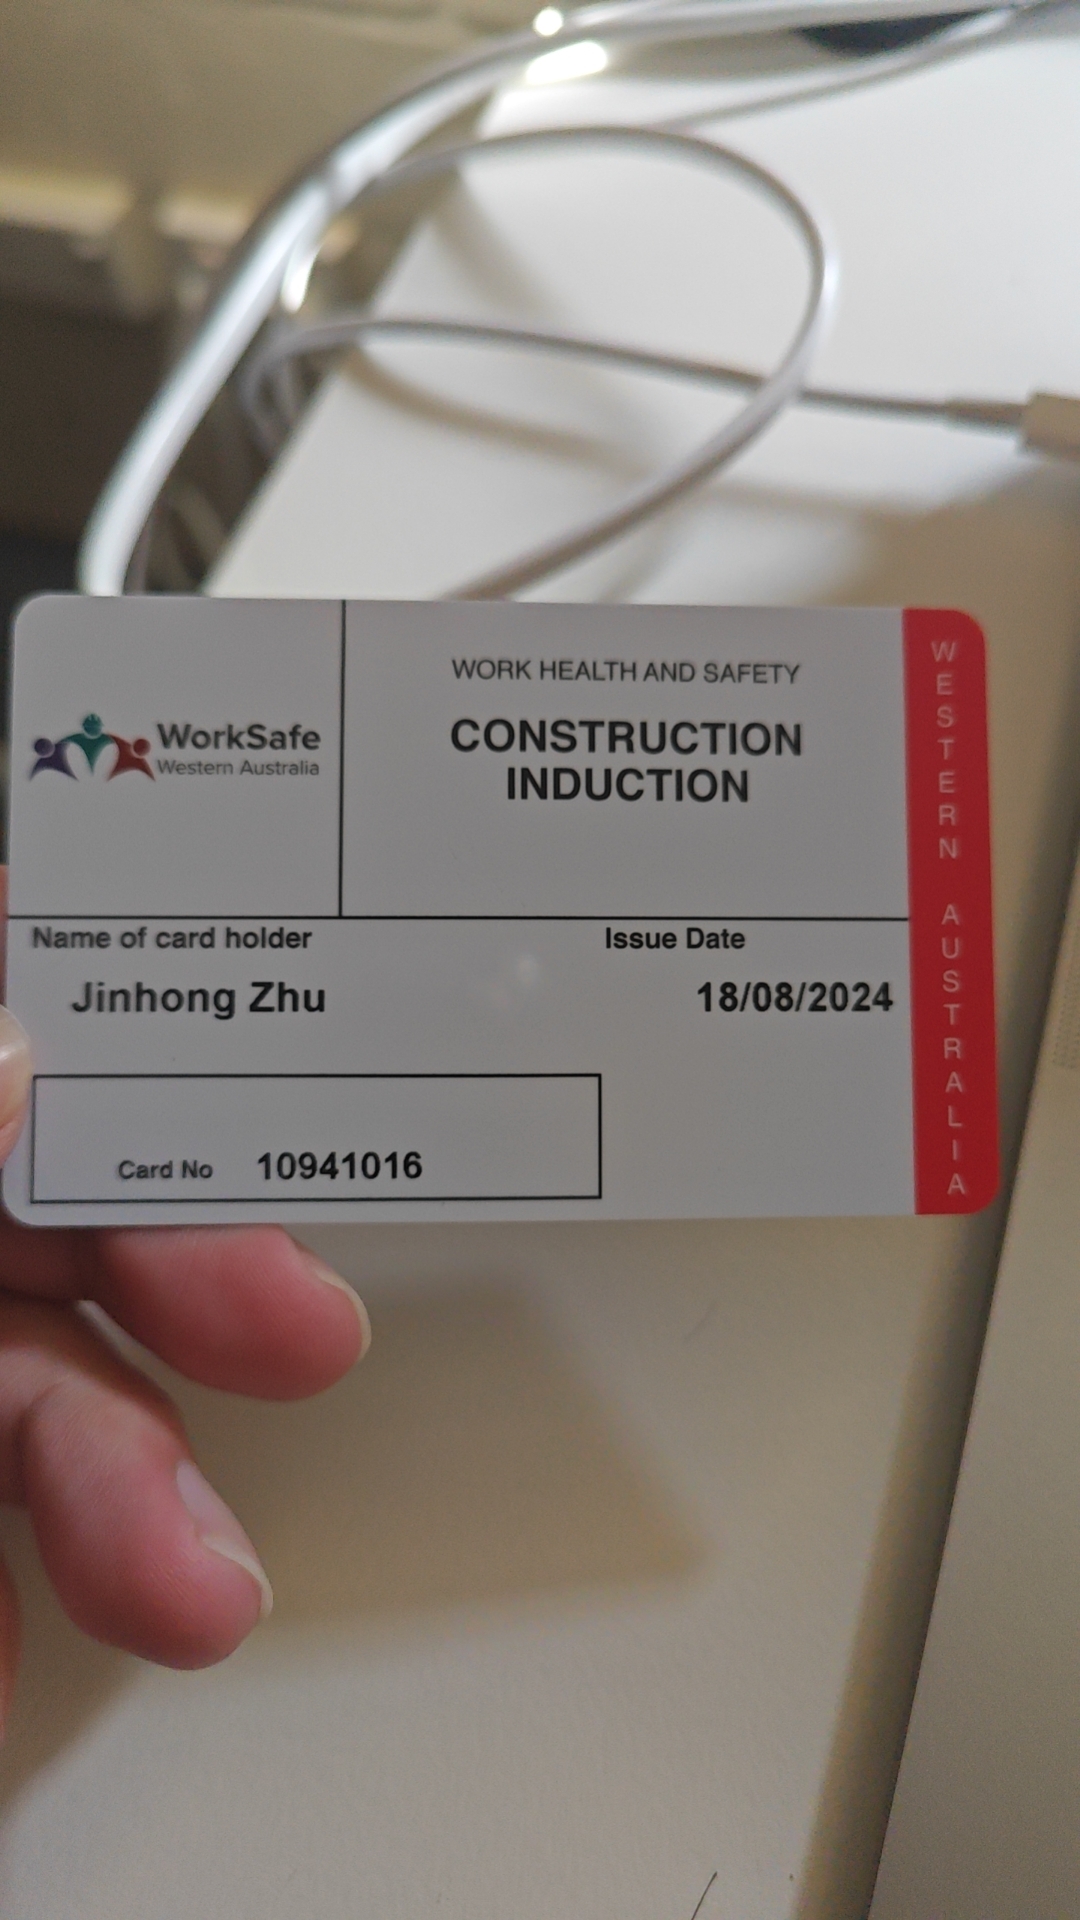 WorkSafe
Western Australia
WORK HEALTH AND SAFETY
CONSTRUCTION
INDUCTION
WESTERN AUSTRALIA
Name of card holder
Issue Date
Jinhong Zhu
18/08/2024
Card No 10941016